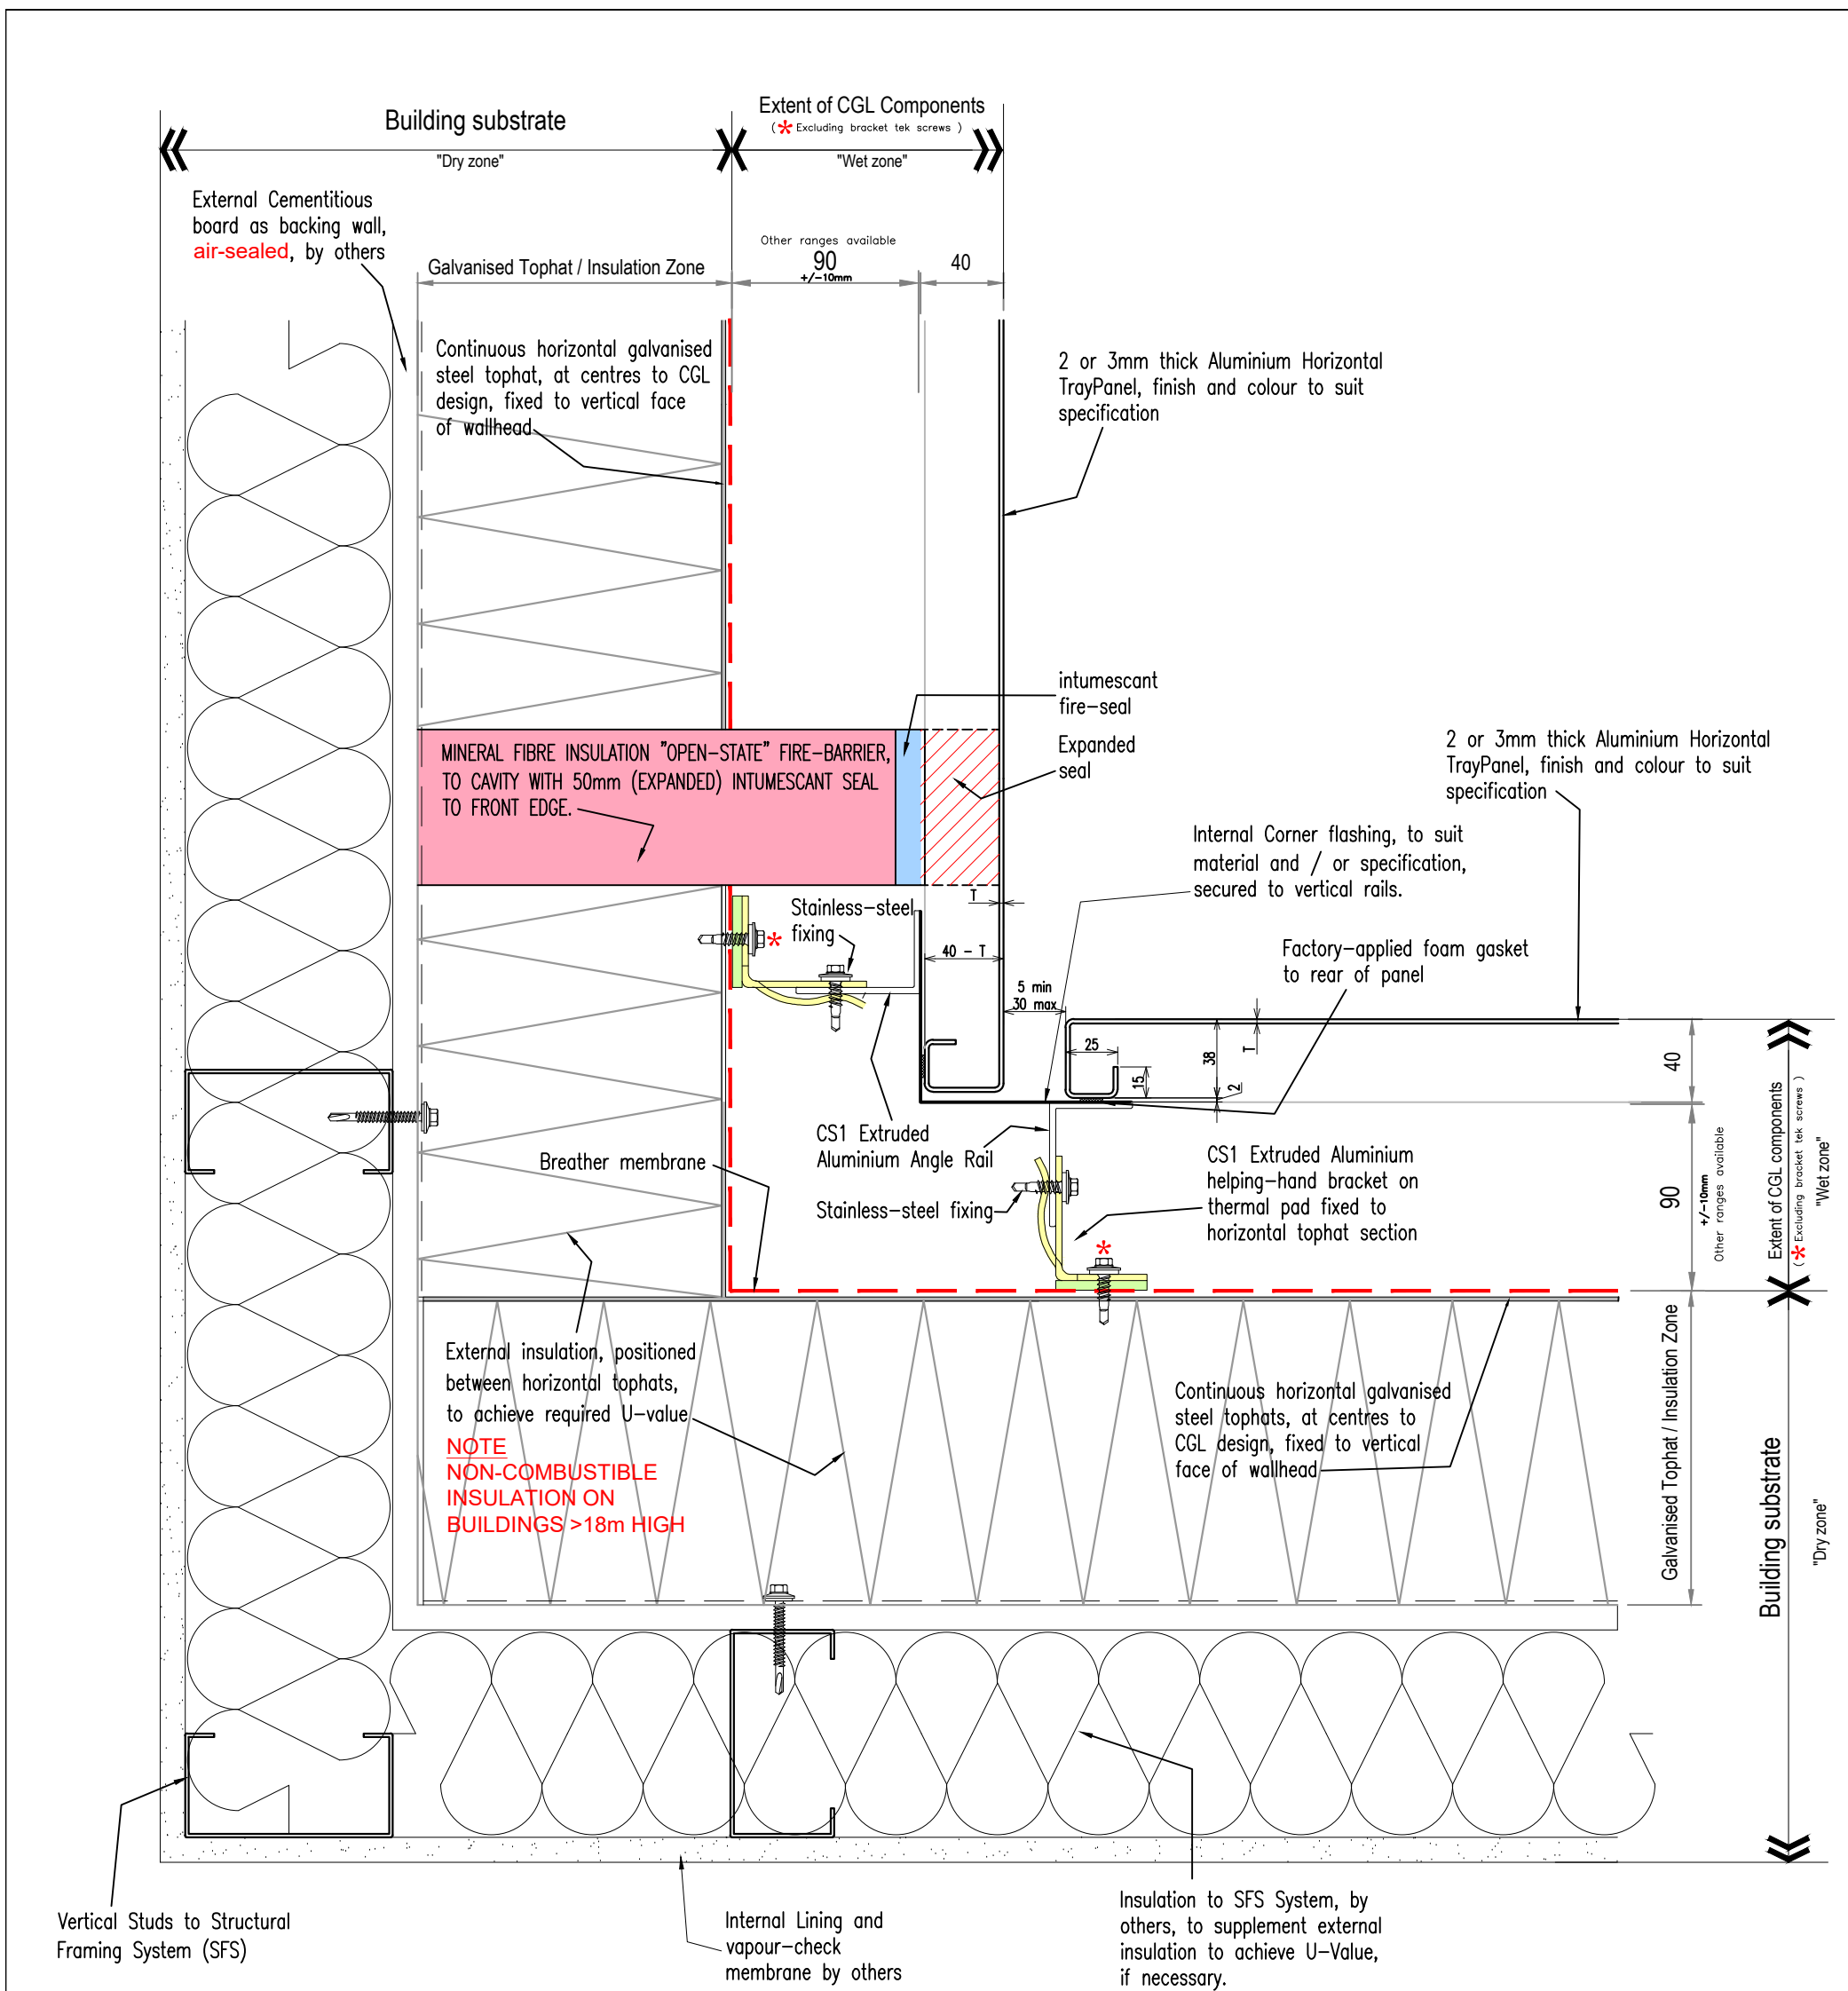 Building substrate
"Dry zone"
Extent of CGL Components
( * Excluding bracket tek screws )
"Wet zone"
External Cementitious
board as backing wall,
air-sealed, by others
Galvanised Tophat / Insulation Zone
Other ranges available
90
+/-10mm
40
Continuous horizontal galvanised
steel tophat, at centres to CGL
design, fixed to vertical face
of wallhead
2 or 3mm thick Aluminium Horizontal
TrayPanel, finish and colour to suit
specification
intumescant
fire-seal
Expanded
seal
MINERAL FIBRE INSULATION "OPEN-STATE" FIRE-BARRIER,
TO CAVITY WITH 50mm (EXPANDED) INTUMESCANT SEAL
TO FRONT EDGE.
2 or 3mm thick Aluminium Horizontal
TrayPanel, finish and colour to suit
specification
Internal Corner flashing, to suit
material and / or specification,
secured to vertical rails.
T
Stainless-steel
fixing
*
40 - T
Factory-applied foam gasket
to rear of panel
5 min
30 max
25
15
38
2
T
40
90
+/-10mm
Other ranges available
Extent of CGL components
( * Excluding bracket tek screws )
"Wet zone"
CS1 Extruded
Aluminium Angle Rail
Breather membrane
Stainless-steel fixing
CS1 Extruded Aluminium
helping-hand bracket on
thermal pad fixed to
horizontal tophat section
*
External insulation, positioned
between horizontal tophats,
to achieve required U-value
NOTE
NON-COMBUSTIBLE
INSULATION ON
BUILDINGS >18m HIGH
Continuous horizontal galvanised
steel tophats, at centres to
CGL design, fixed to vertical
face of wallhead
Galvanised Tophat / Insulation Zone
Building substrate
"Dry zone"
Vertical Studs to Structural
Framing System (SFS)
Internal Lining and
vapour-check
membrane by others
Insulation to SFS System, by
others, to supplement external
insulation to achieve U-Value,
if necessary.